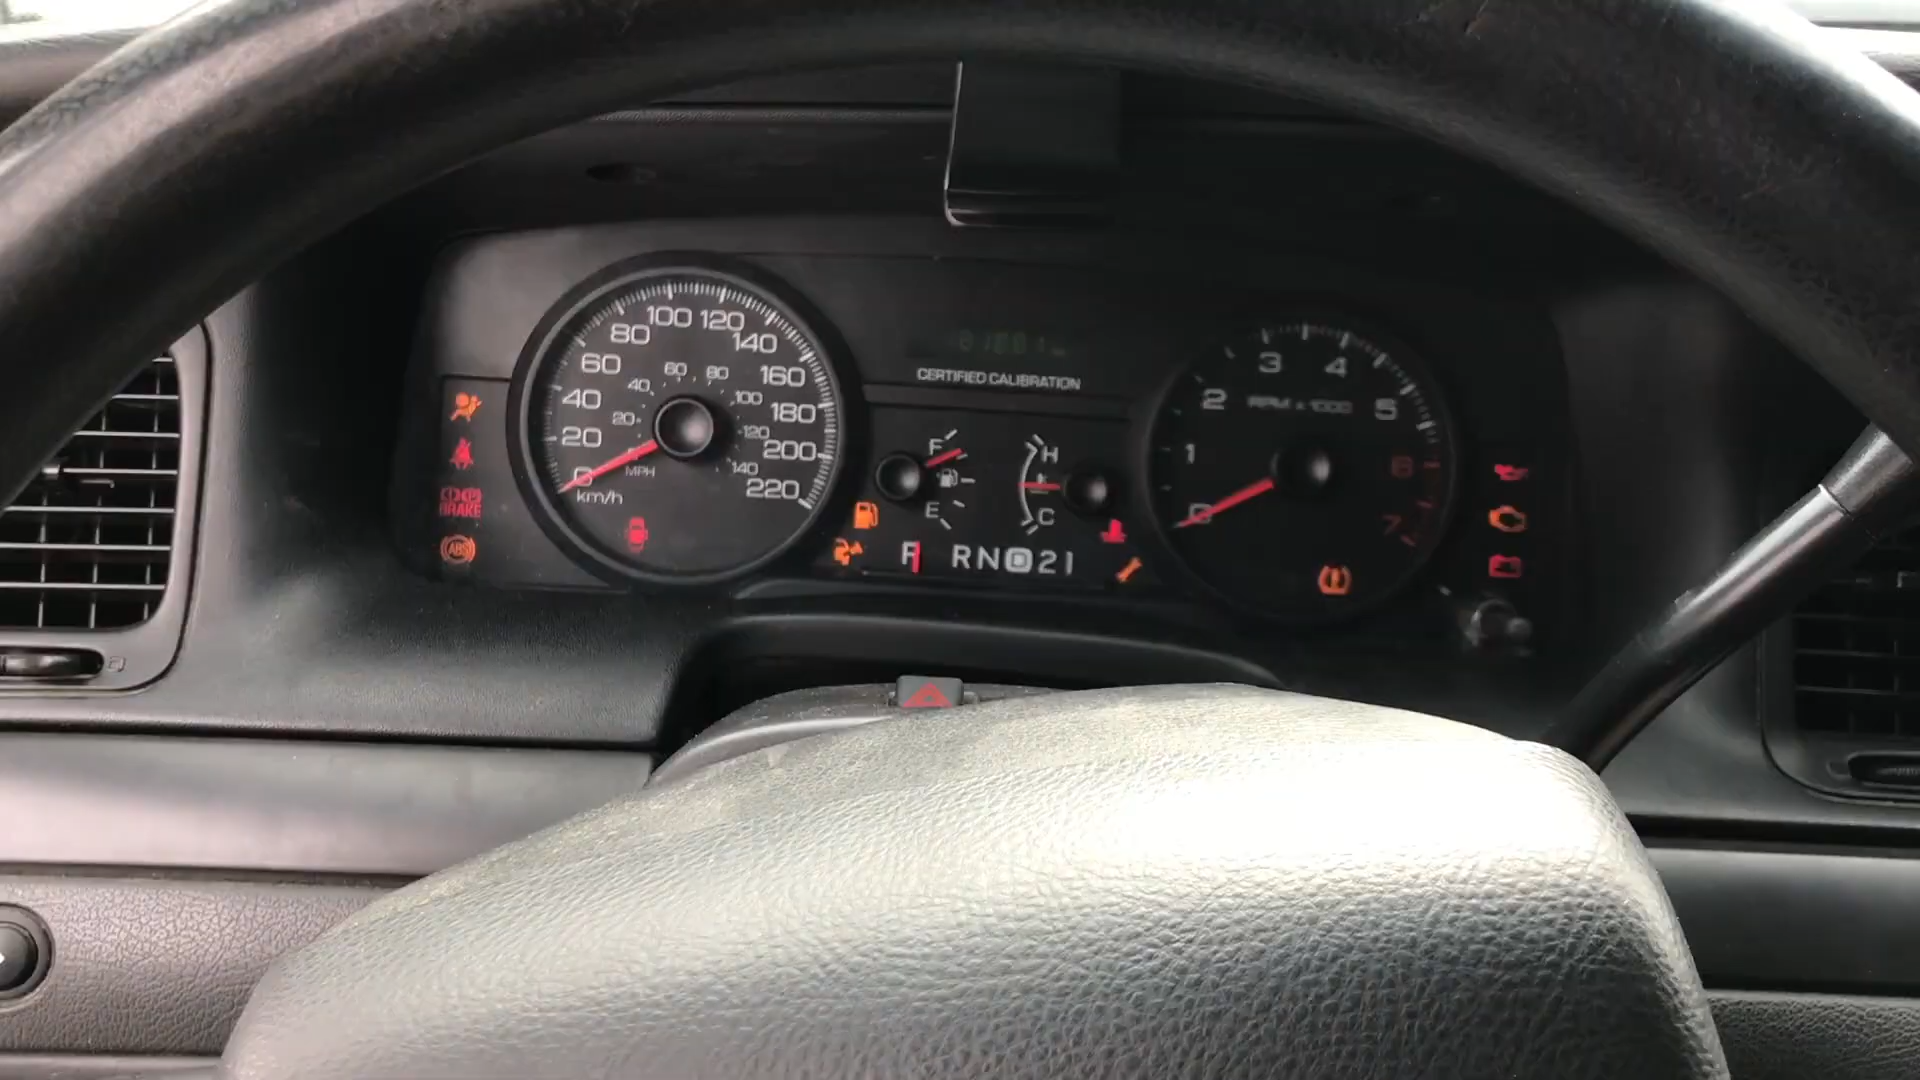 100 120
80 140
60 160
40 180
20 200
0 220
km/h
60 80
40 100
20 120
MPH 140
CERTIFIED CALIBRATION
F
E
H
C
P RND21
3 4
2 RPM x 1000 5
1 6
0 7
BRAKE
ABS